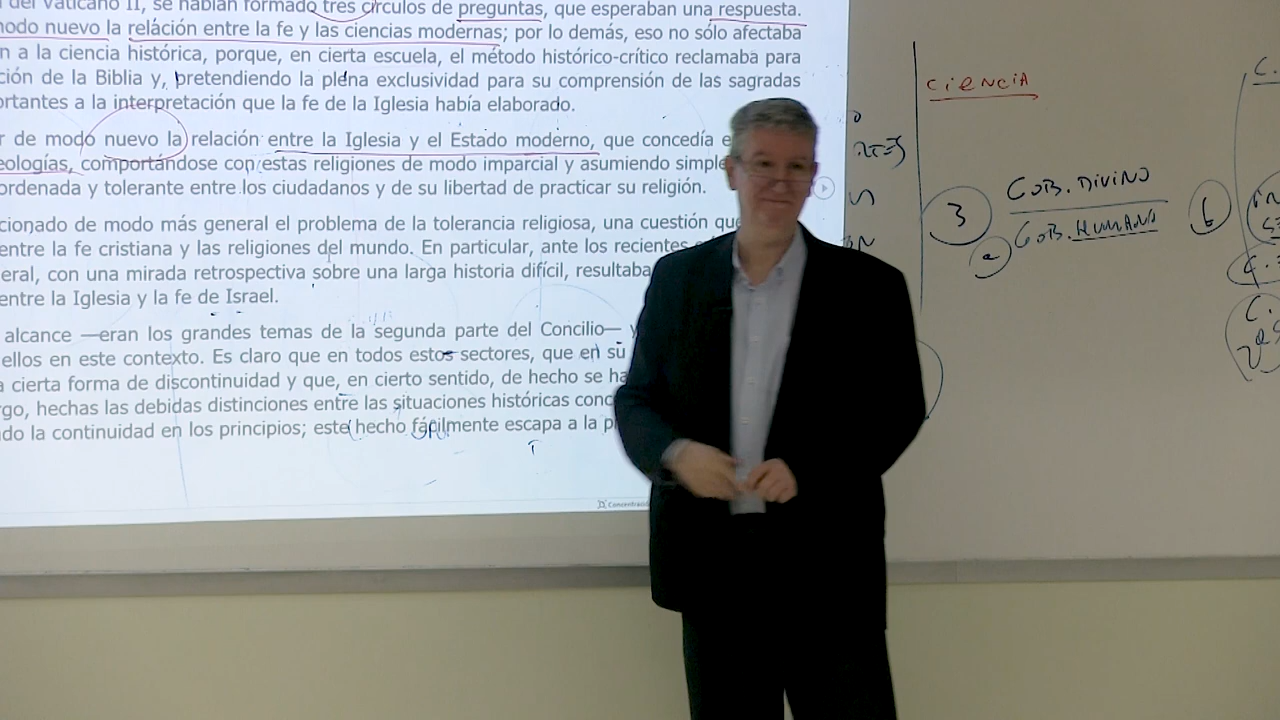 del Vaticano II, se habían formado tres círculos de preguntas, que esperaban una respuesta.
modo nuevo la relación entre la fe y las ciencias modernas; por lo demás, eso no sólo afectaba
n a la ciencia histórica, porque, en cierta escuela, el método histórico-crítico reclamaba para
ción de la Biblia y, pretendiendo la plena exclusividad para su comprensión de las sagradas
ortantes a la interpretación que la fe de la Iglesia había elaborado.
r de modo nuevo la relación entre la Iglesia y el Estado moderno, que concedía e
eologías, comportándose con estas religiones de modo imparcial y asumiendo simple
ordenada y tolerante entre los ciudadanos y de su libertad de practicar su religión.
cionado de modo más general el problema de la tolerancia religiosa, una cuestión que
entre la fe cristiana y las religiones del mundo. En particular, ante los recientes
eral, con una mirada retrospectiva sobre una larga historia difícil, resultaba
entre la Iglesia y la fe de Israel.
alcance —eran los grandes temas de la segunda parte del Concilio— y
ellos en este contexto. Es claro que en todos estos sectores, que en su
a cierta forma de discontinuidad y que, en cierto sentido, de hecho se ha
rgo, hechas las debidas distinciones entre las situaciones históricas conc
do la continuidad en los principios; este hecho fácilmente escapa a la p
CIENCIA
3
GOB. DIVINO
GOB. HUMANO
a
b
C.